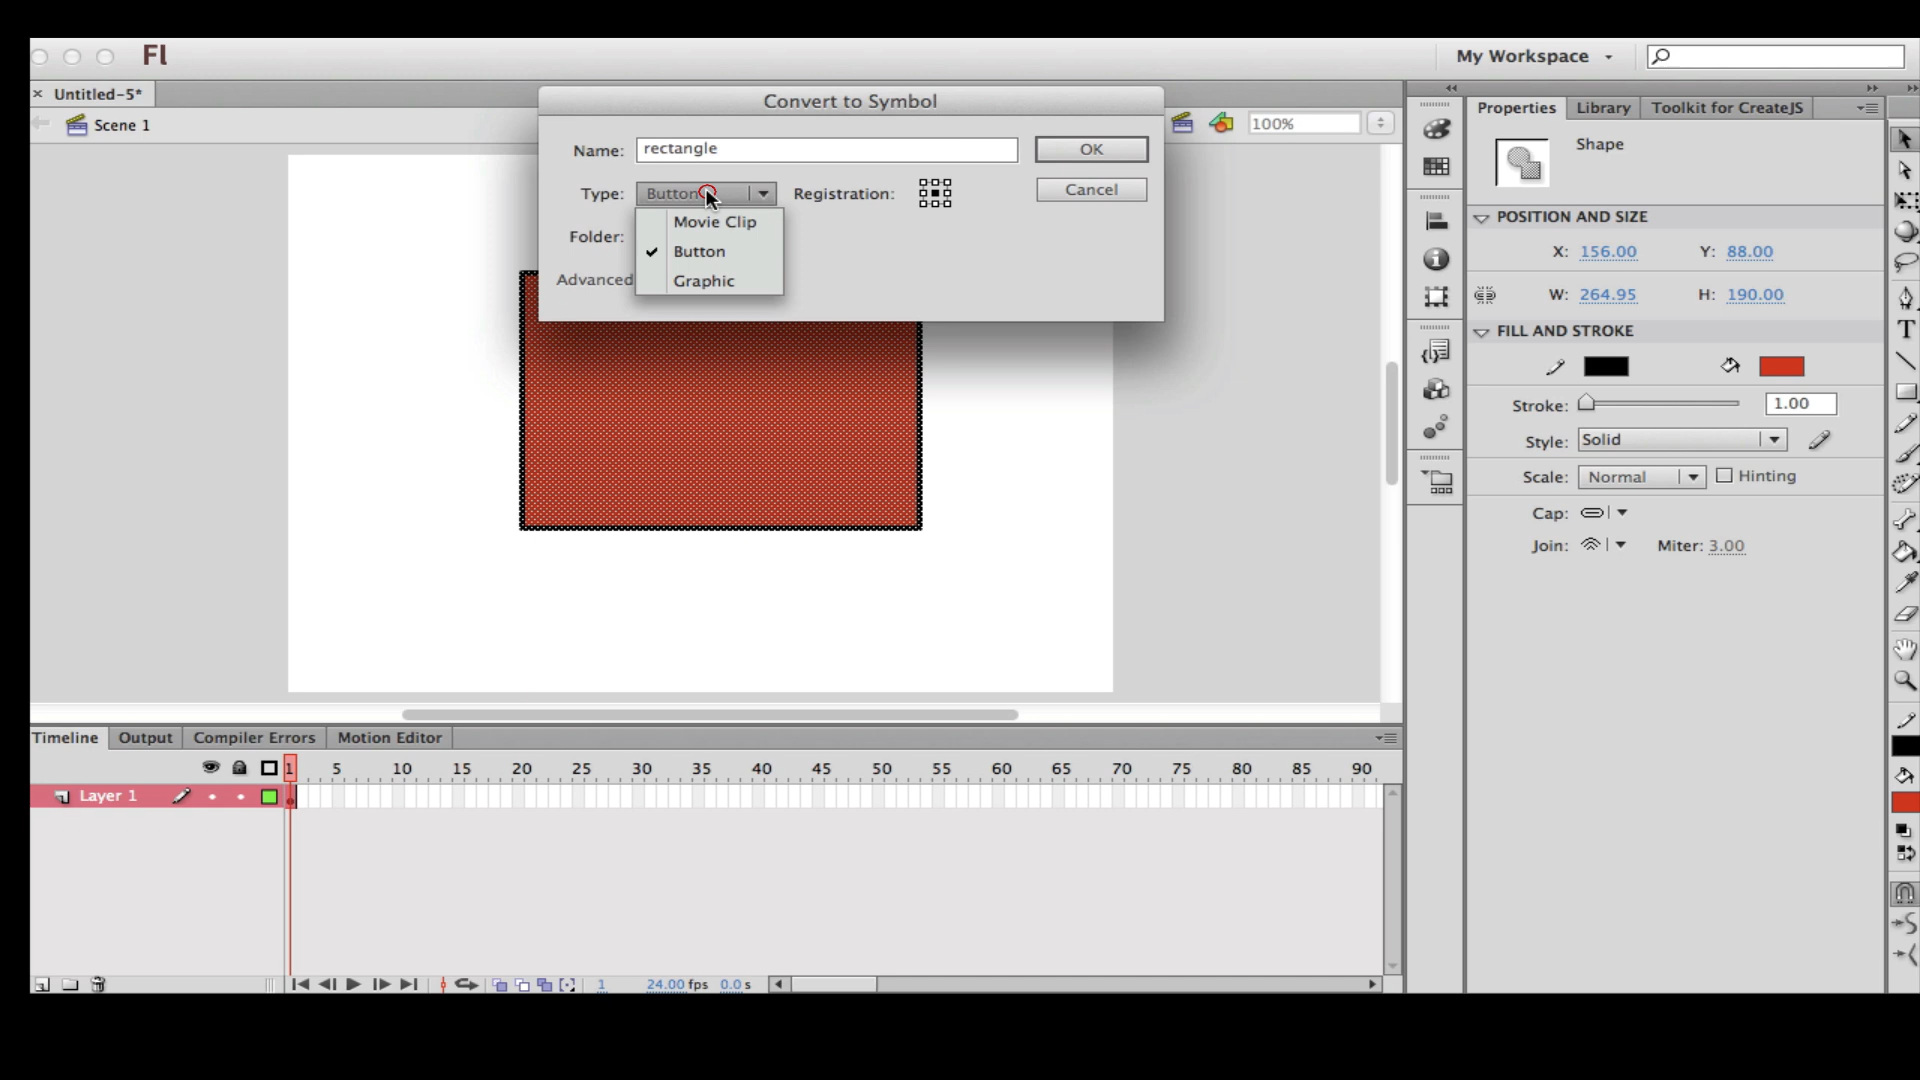 Fl
My Workspace
Untitled-5*
Scene 1
100%
Convert to Symbol
Name: rectangle
OK
Type: Button
Registration:
Cancel
Movie Clip
Folder:
Button
Advanced
Graphic
Properties
Library
Toolkit for CreateJS
Shape
POSITION AND SIZE
X: 156.00
Y: 88.00
W: 264.95
H: 190.00
FILL AND STROKE
Stroke: 1.00
Style: Solid
Scale: Normal
Hinting
Cap:
Join:
Miter: 3.00
Timeline
Output
Compiler Errors
Motion Editor
1 5 10 15 20 25 30 35 40 45 50 55 60 65 70 75 80 85 90
Layer 1
1
24.00 fps
0.0 s